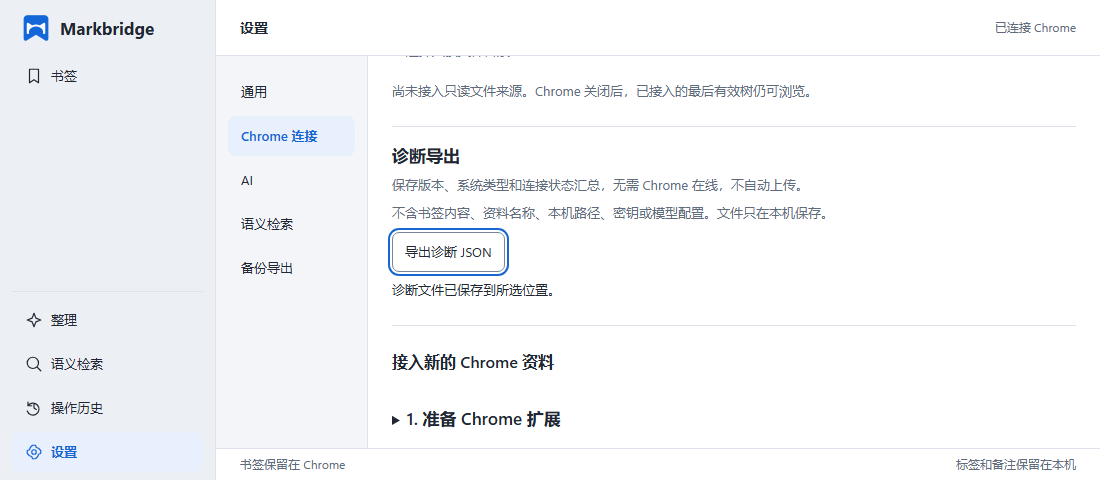 Markbridge
书签
整理
语义检索
操作历史
设置
设置
已连接 Chrome
通用
Chrome 连接
AI
语义检索
备份导出
尚未接入只读文件来源。Chrome 关闭后，已接入的最后有效树仍可浏览。
诊断导出
保存版本、系统类型和连接状态汇总，无需 Chrome 在线，不自动上传。
不含书签内容、资料名称、本机路径、密钥或模型配置。文件只在本机保存。
导出诊断 JSON
诊断文件已保存到所选位置。
接入新的 Chrome 资料
1. 准备 Chrome 扩展
书签保留在 Chrome
标签和备注保留在本机